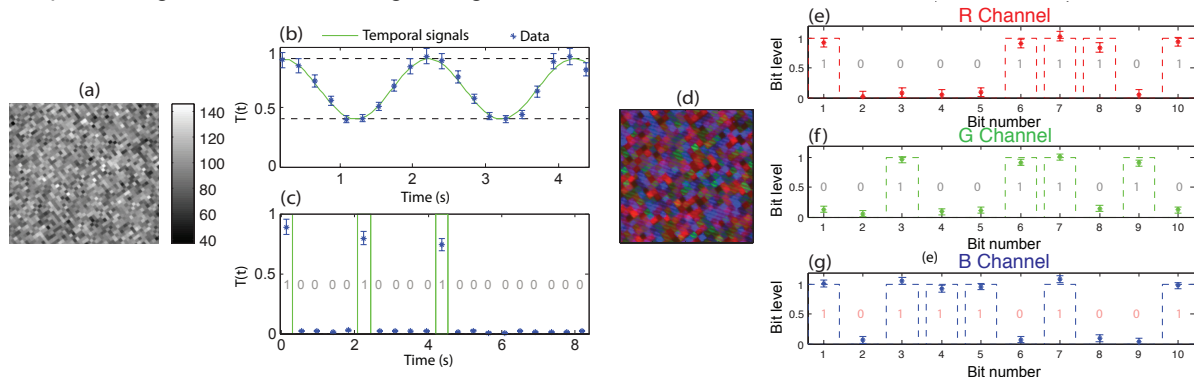 (a)
140
120
100
80
60
40
(b)
Temporal signals
Data
T(t)
1
0.5
0
1 2 3 4
Time (s)
(c)
T(t)
1
0.5
0
1 0 0 0 0 1 0 0 0 0 1 0 0 0 0 0 0 0 0 0
0 2 4 6 8
Time (s)
(d)
(e)
R Channel
Bit level
1
0.5
0
1 0 0 0 0 1 1 1 0 1
1 2 3 4 5 6 7 8 9 10
Bit number
(f)
G Channel
Bit level
1
0.5
0
0 0 1 0 0 1 1 0 1 0
1 2 3 4 5 6 7 8 9 10
Bit number
(g)
(e)
B Channel
Bit level
1
0.5
0
1 0 1 1 1 0 1 0 0 1
1 2 3 4 5 6 7 8 9 10
Bit number